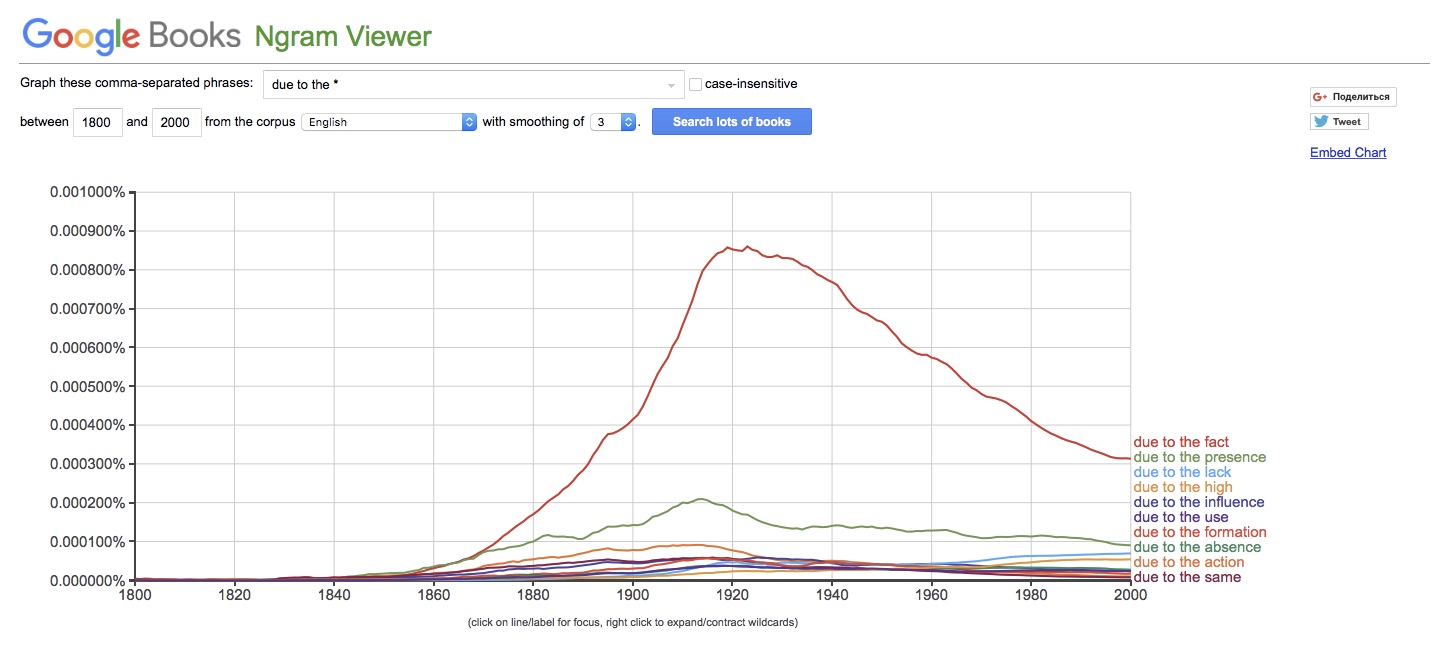 Google Books Ngram Viewer
Graph these comma-separated phrases: due to the * case-insensitive
between 1800 and 2000 from the corpus English with smoothing of 3 . Search lots of books
G+ Поделиться
Tweet
Embed Chart
0.001000%
0.000900%
0.000800%
0.000700%
0.000600%
0.000500%
0.000400%
0.000300%
0.000200%
0.000100%
0.000000%
due to the fact
due to the presence
due to the lack
due to the high
due to the influence
due to the use
due to the formation
due to the absence
due to the action
due to the same
1800 1820 1840 1860 1880 1900 1920 1940 1960 1980 2000
(click on line/label for focus, right click to expand/contract wildcards)